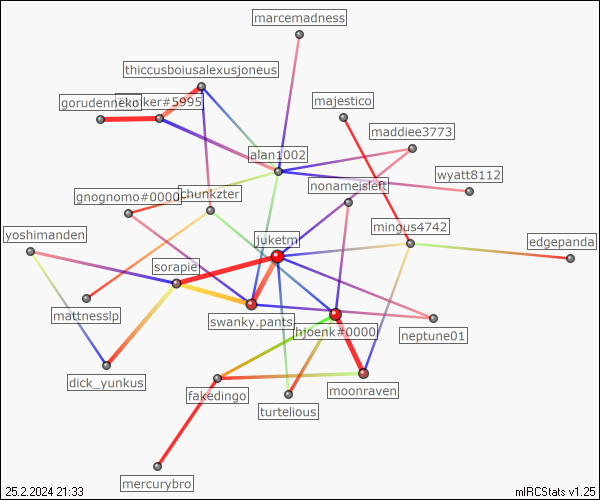 marcemadness
thiccusboiusalexusjoneus
gorudenneko
#5995
majestico
maddiee3773
alan1002
wyatt8112
nonameisleft
gnognomo#0000
chunkzter
mingus4742
yoshimanden
juketm
edgepanda
sorapie
mattnesslp
swanky.pants
hjoenk#0000
neptune01
dick_yunkus
moonraven
fakedingo
turtelious
mercurybro
25.2.2024 21:33
mIRCStats v1.25